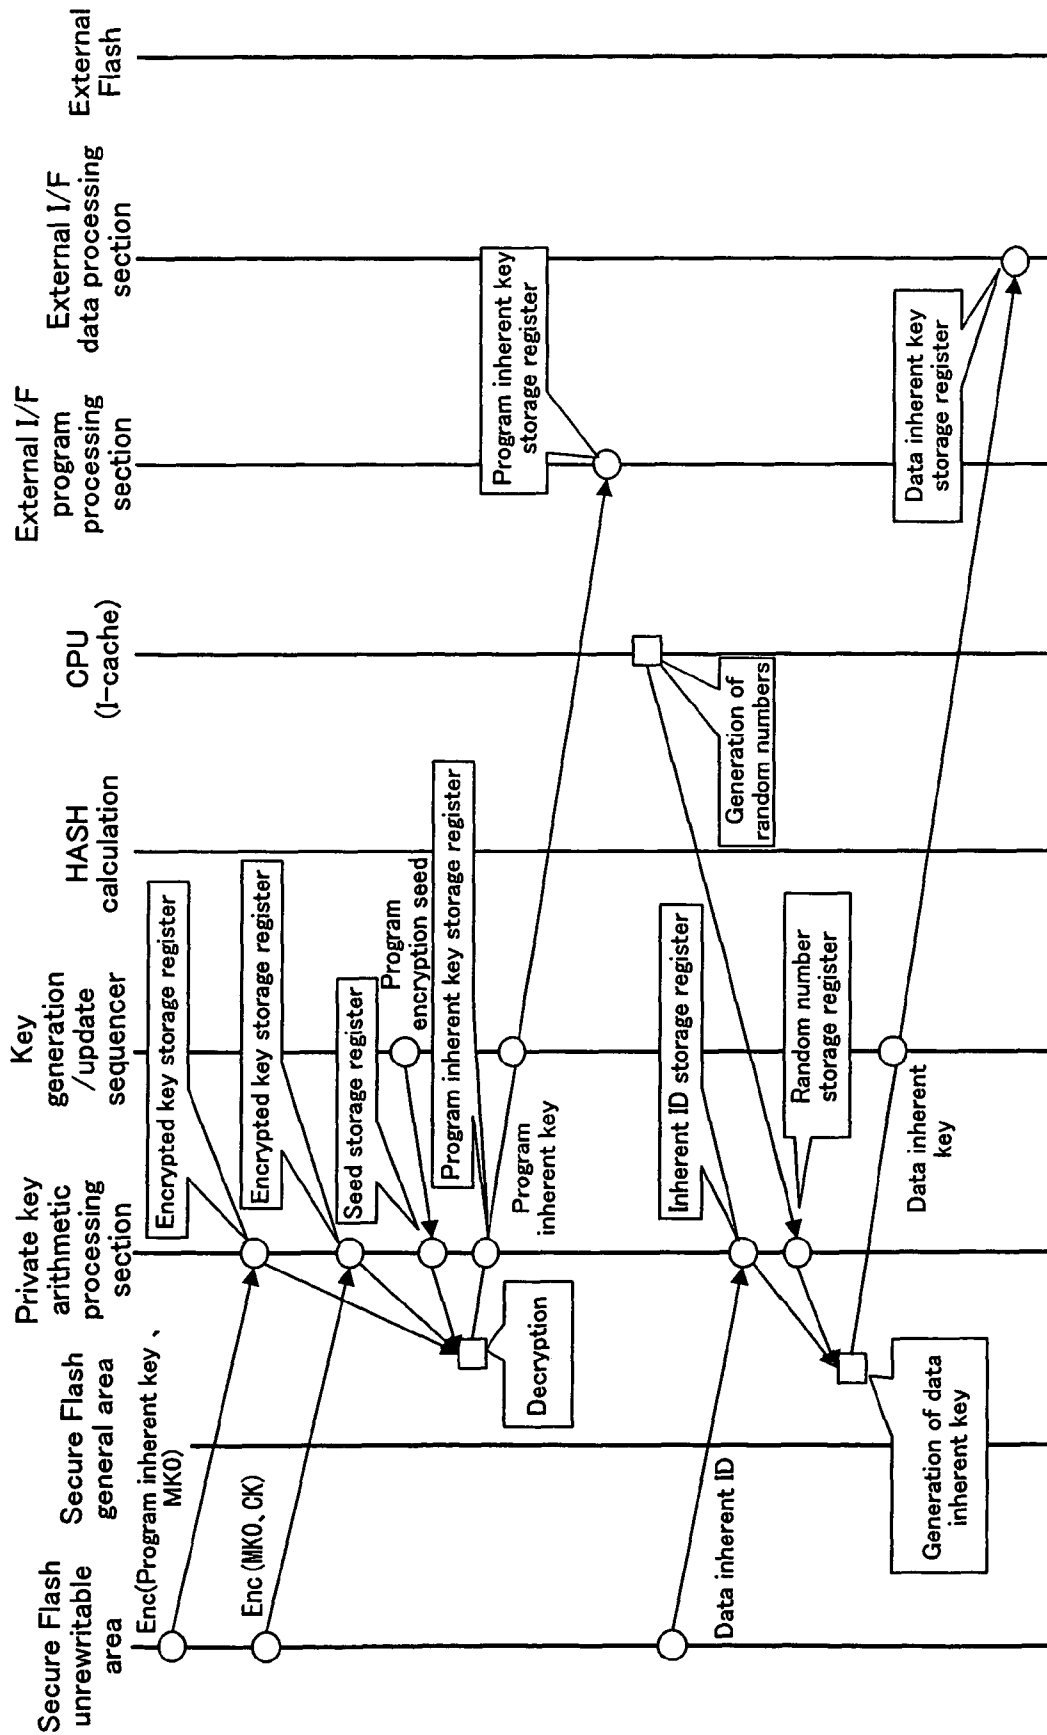 Secure Flash
unrewritable
area
Secure Flash
general area
Private key
arithmetic
processing
section
Key
generation
/update
sequencer
HASH
calculation
CPU
(I-cache)
External I/F
program
processing
section
External I/F
data processing
section
External
Flash
Enc(Program inherent key、
MK0)
Encrypted key storage register
Enc(MK0、CK)
Encrypted key storage register
Seed storage register
Program
encryption seed
Program inherent key storage register
Decryption
Program
inherent key
Program inherent key
storage register
Generation of
random numbers
Data inherent ID
Inherent ID storage register
Random number
storage register
Generation of data
inherent key
Data inherent
key
Data inherent key
storage register